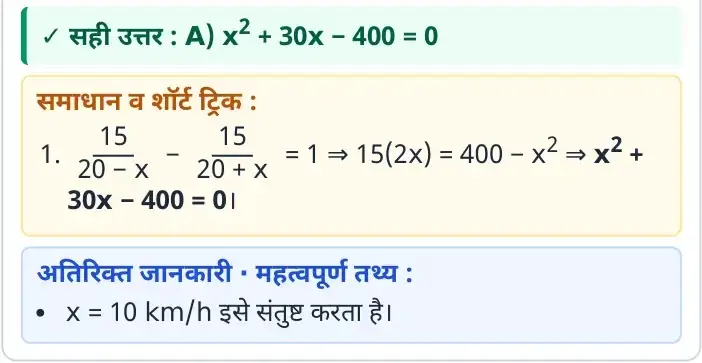 ✓ सही उत्तर : A) x² + 30x − 400 = 0
समाधान व शॉर्ट ट्रिक :
1. 15/(20 − x) − 15/(20 + x) = 1 ⇒ 15(2x) = 400 − x² ⇒ x² +
30x − 400 = 0।
अतिरिक्त जानकारी · महत्वपूर्ण तथ्य :
• x = 10 km/h इसे संतुष्ट करता है।